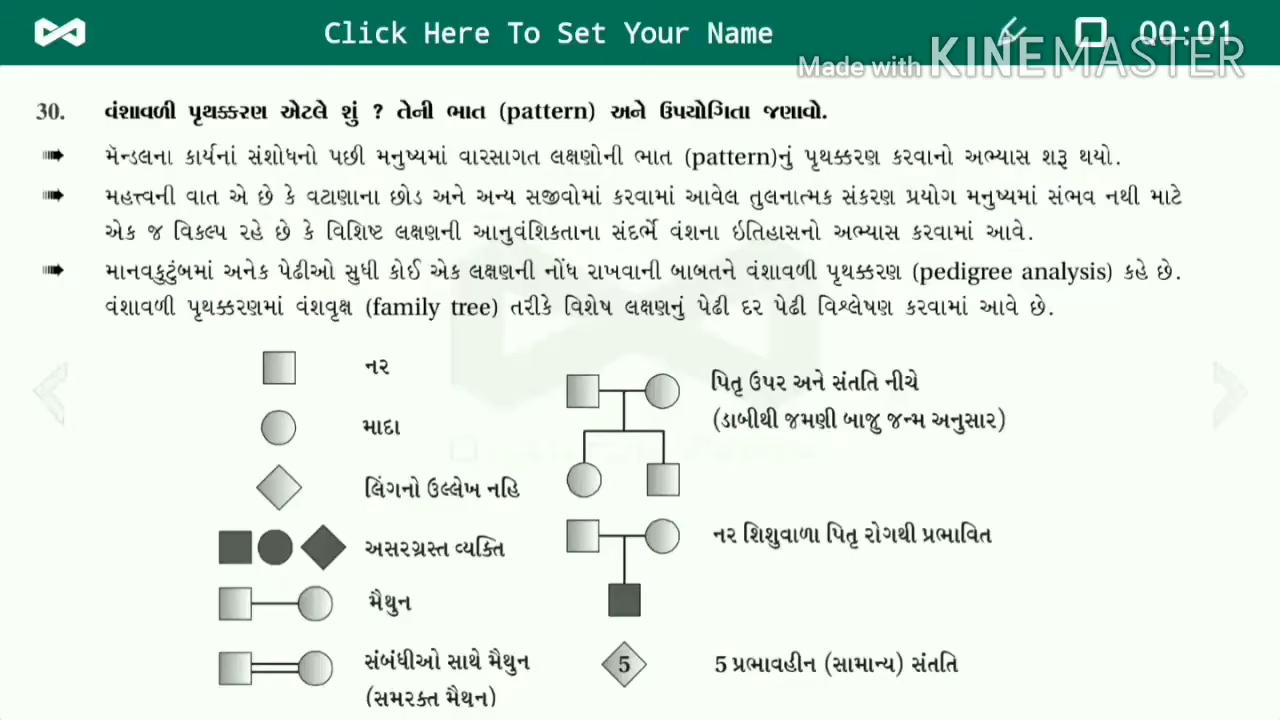 Click Here To Set Your Name
00:01
Made with KINEMASTER
30. વંશાવળી પૃથક્કરણ એટલે શું ? તેની ભાત (pattern) અને ઉપયોગિતા જણાવો.
➠ મૅન્ડલના કાર્યનાં સંશોધનો પછી મનુષ્યમાં વારસાગત લક્ષણોની ભાત (pattern)નું પૃથક્કરણ કરવાનો અભ્યાસ શરૂ થયો.
➠ મહત્ત્વની વાત એ છે કે વટાણાના છોડ અને અન્ય સજીવોમાં કરવામાં આવેલ તુલનાત્મક સંકરણ પ્રયોગ મનુષ્યમાં સંભવ નથી માટે
એક જ વિકલ્પ રહે છે કે વિશિષ્ટ લક્ષણની આનુવંશિકતાના સંદર્ભે વંશના ઇતિહાસનો અભ્યાસ કરવામાં આવે.
➠ માનવકુટુંબમાં અનેક પેઢીઓ સુધી કોઈ એક લક્ષણની નોંધ રાખવાની બાબતને વંશાવળી પૃથક્કરણ (pedigree analysis) કહે છે.
વંશાવળી પૃથક્કરણમાં વંશવૃક્ષ (family tree) તરીકે વિશેષ લક્ષણનું પેઢી દર પેઢી વિશ્લેષણ કરવામાં આવે છે.
નર
માદા
લિંગનો ઉલ્લેખ નહિ
અસરગ્રસ્ત વ્યક્તિ
મૈથુન
સંબંધીઓ સાથે મૈથુન
(સમરક્ત મૈથુન)
પિતૃ ઉપર અને સંતતિ નીચે
(ડાબીથી જમણી બાજુ જન્મ અનુસાર)
નર શિશુવાળા પિતૃ રોગથી પ્રભાવિત
5
5 પ્રભાવહીન (સામાન્ય) સંતતિ